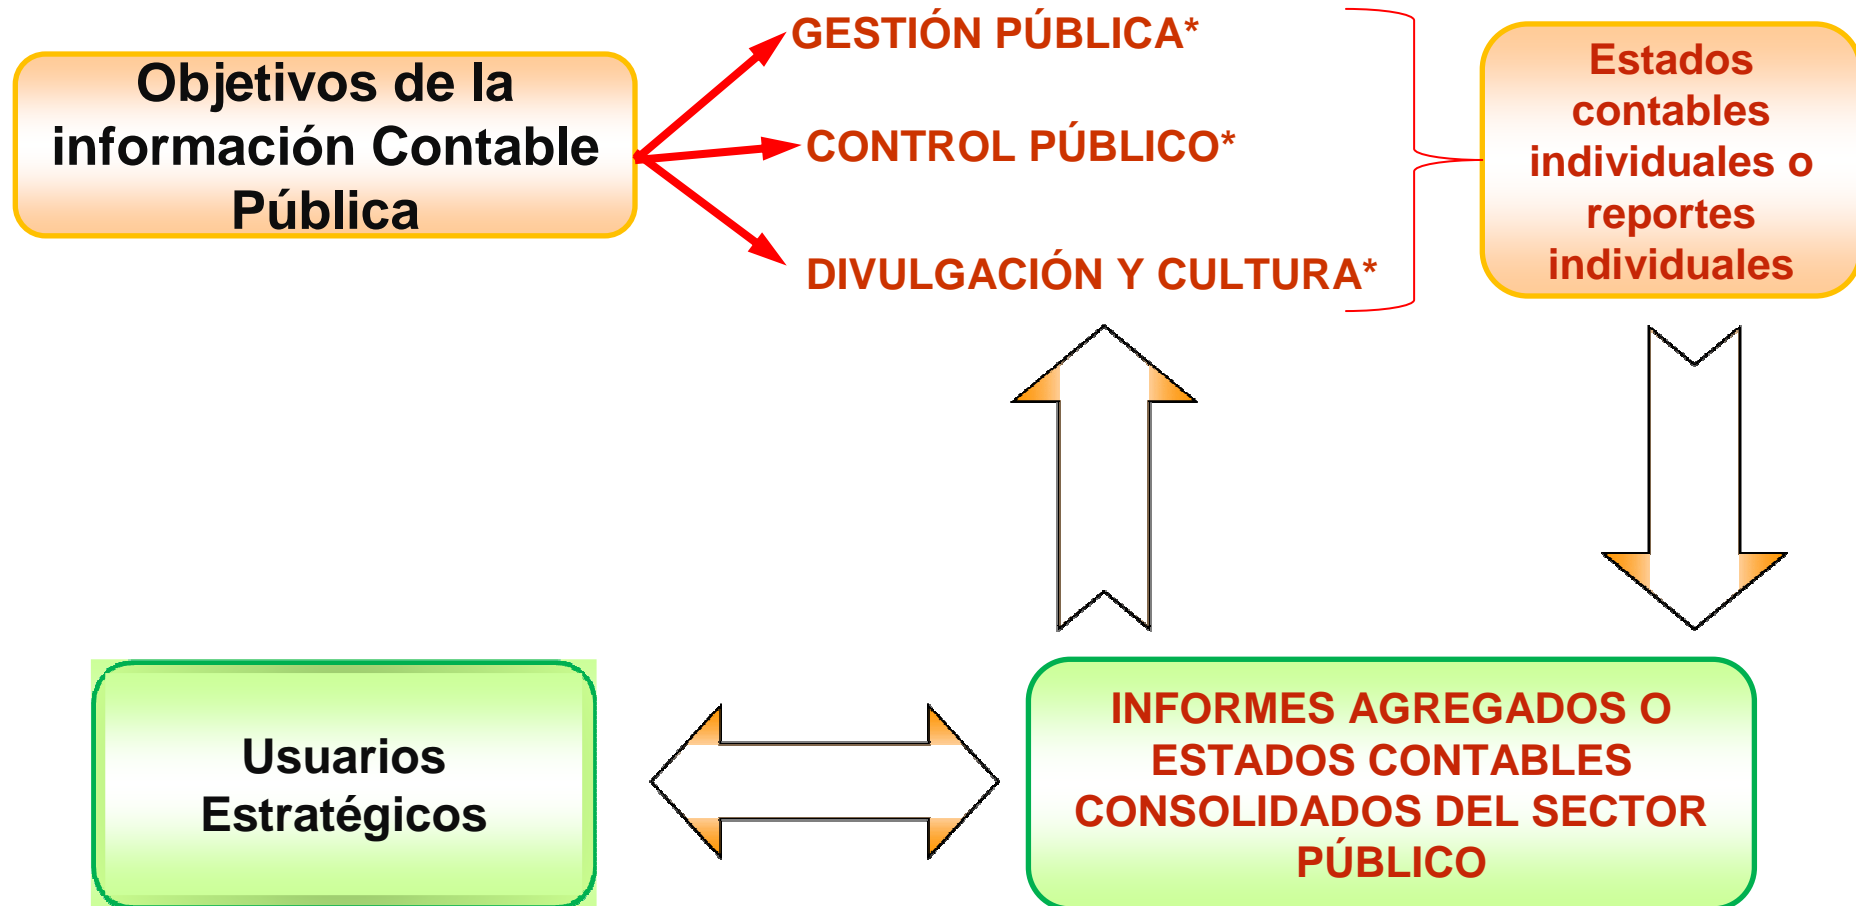 Objetivos de la
información Contable
Pública
GESTIÓN PÚBLICA*
CONTROL PÚBLICO*
DIVULGACIÓN Y CULTURA*
Estados
contables
individuales o
reportes
individuales
Usuarios
Estratégicos
INFORMES AGREGADOS O
ESTADOS CONTABLES
CONSOLIDADOS DEL SECTOR
PÚBLICO